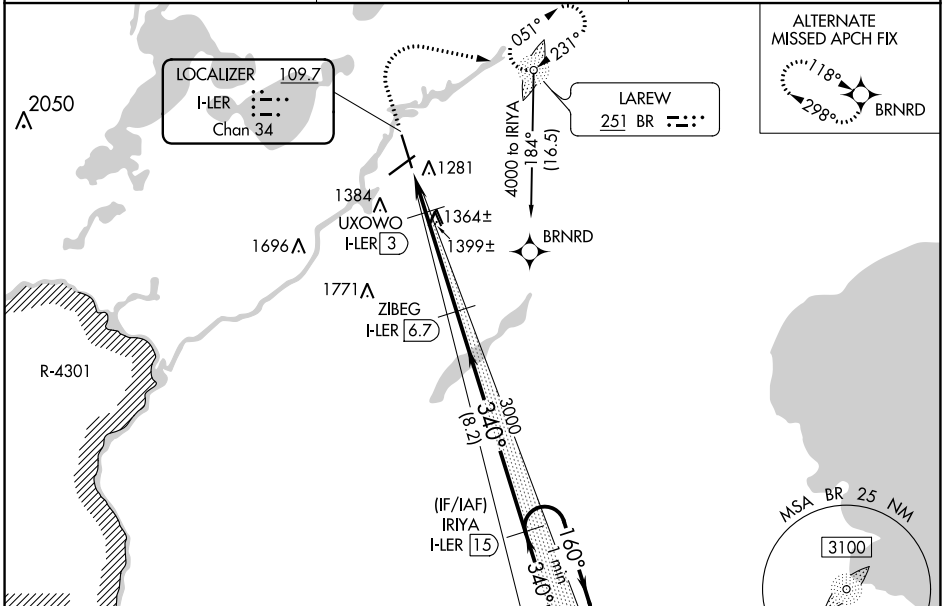 ALTERNATE
MISSED APCH FIX
118°
298°
BRNRD
051°
231°
LOCALIZER 109.7
I-LER
Chan 34
2050
LAREW
251 BR
4000 to IRIYA
184°
(16.5)
BRNRD
1281
1384
UXOWO
I-LER 3
1364±
1399±
1696
1771
ZIBEG
I-LER 6.7
R-4301
3000
340°
(8.2)
(IF/IAF)
IRIYA
I-LER 15
160°
1 min
340°
MSA BR 25 NM
3100